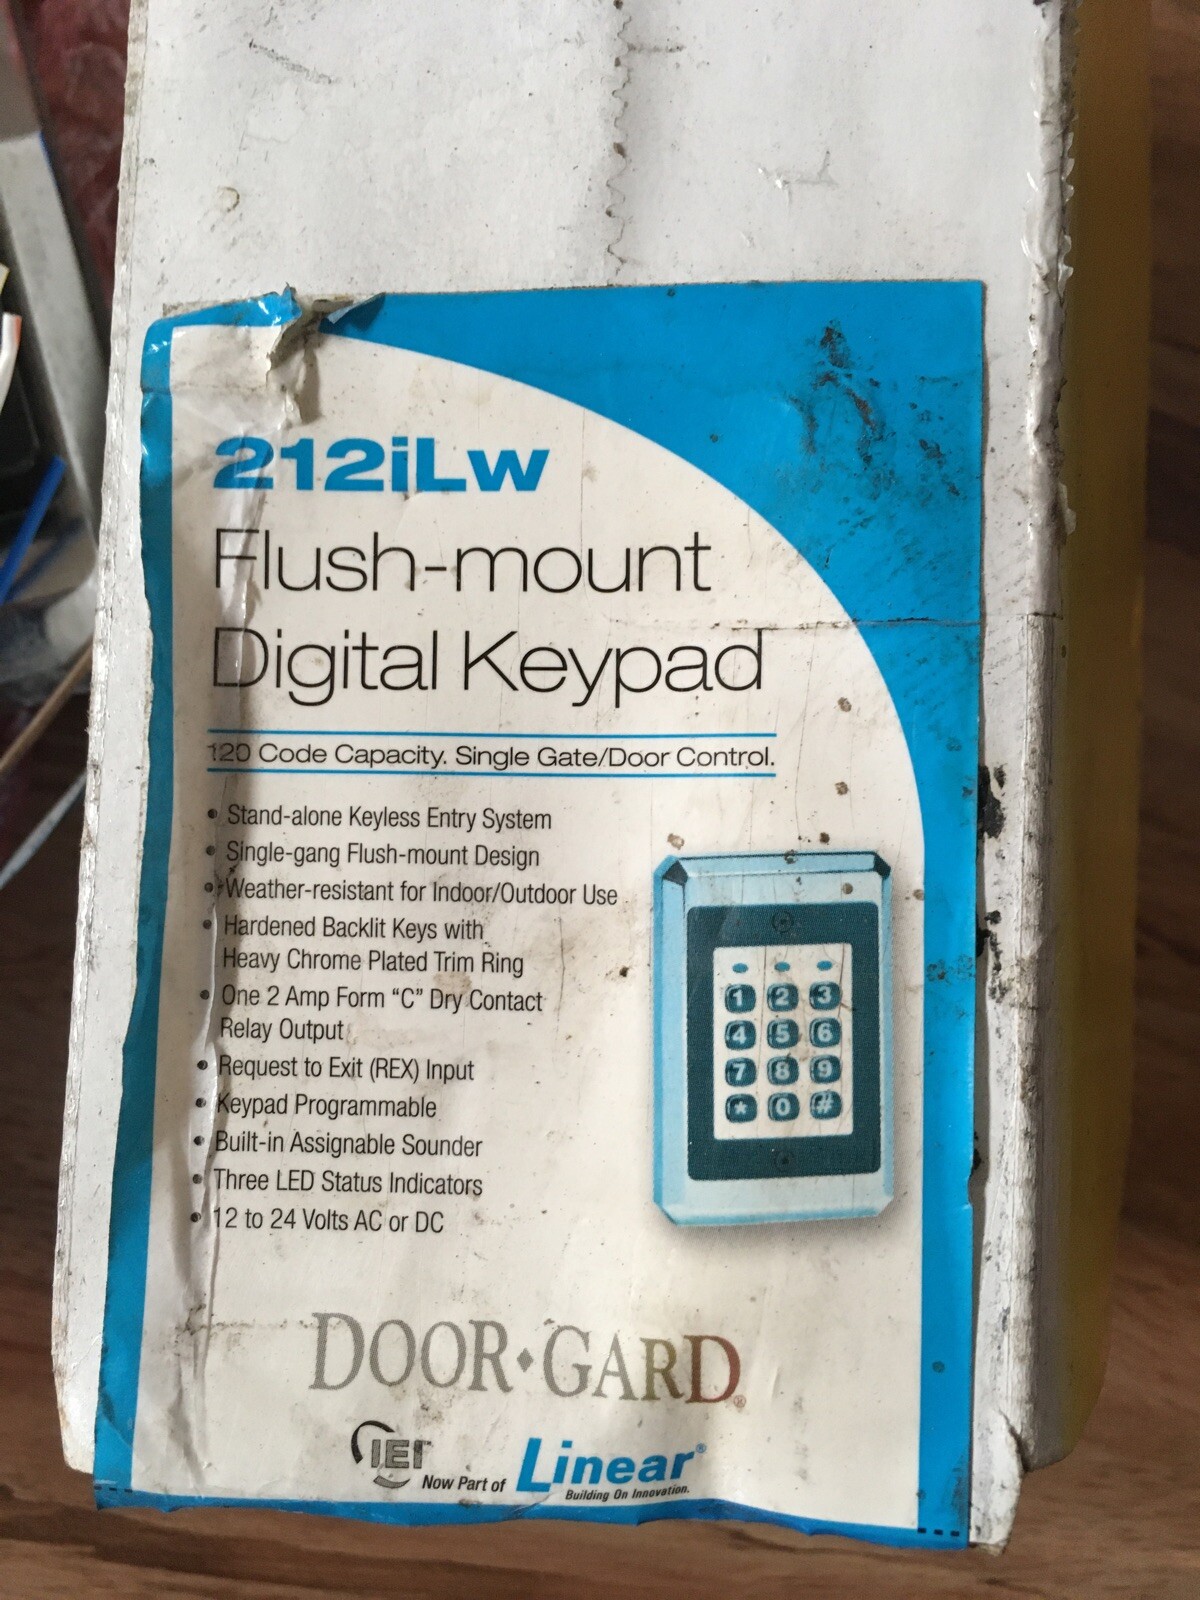 212iLw
Flush-mount
Digital Keypad
120 Code Capacity. Single Gate/Door Control.
• Stand-alone Keyless Entry System
• Single-gang Flush-mount Design
• Weather-resistant for Indoor/Outdoor Use
• Hardened Backlit Keys with
Heavy Chrome Plated Trim Ring
• One 2 Amp Form “C” Dry Contact
Relay Output
• Request to Exit (REX) Input
• Keypad Programmable
• Built-in Assignable Sounder
• Three LED Status Indicators
• 12 to 24 Volts AC or DC
1 2 3
4 5 6
7 8 9
* 0 #
DOOR◆GARD®
IEI Now Part of Linear®
Building On Innovation.